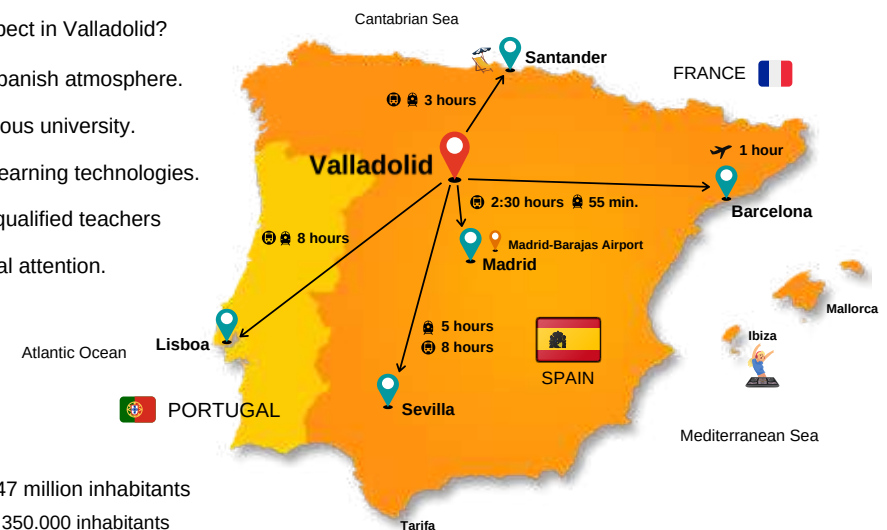 pect in Valladolid?
panish atmosphere.
ous university.
earning technologies.
qualified teachers
al attention.
Cantabrian Sea
Santander
FRANCE
3 hours
Valladolid
1 hour
2:30 hours 55 min.
Barcelona
8 hours
Madrid-Barajas Airport
Madrid
Mallorca
5 hours
Ibiza
Lisboa
8 hours
Atlantic Ocean
SPAIN
PORTUGAL
Sevilla
Mediterranean Sea
47 million inhabitants
350.000 inhabitants
Tarifa